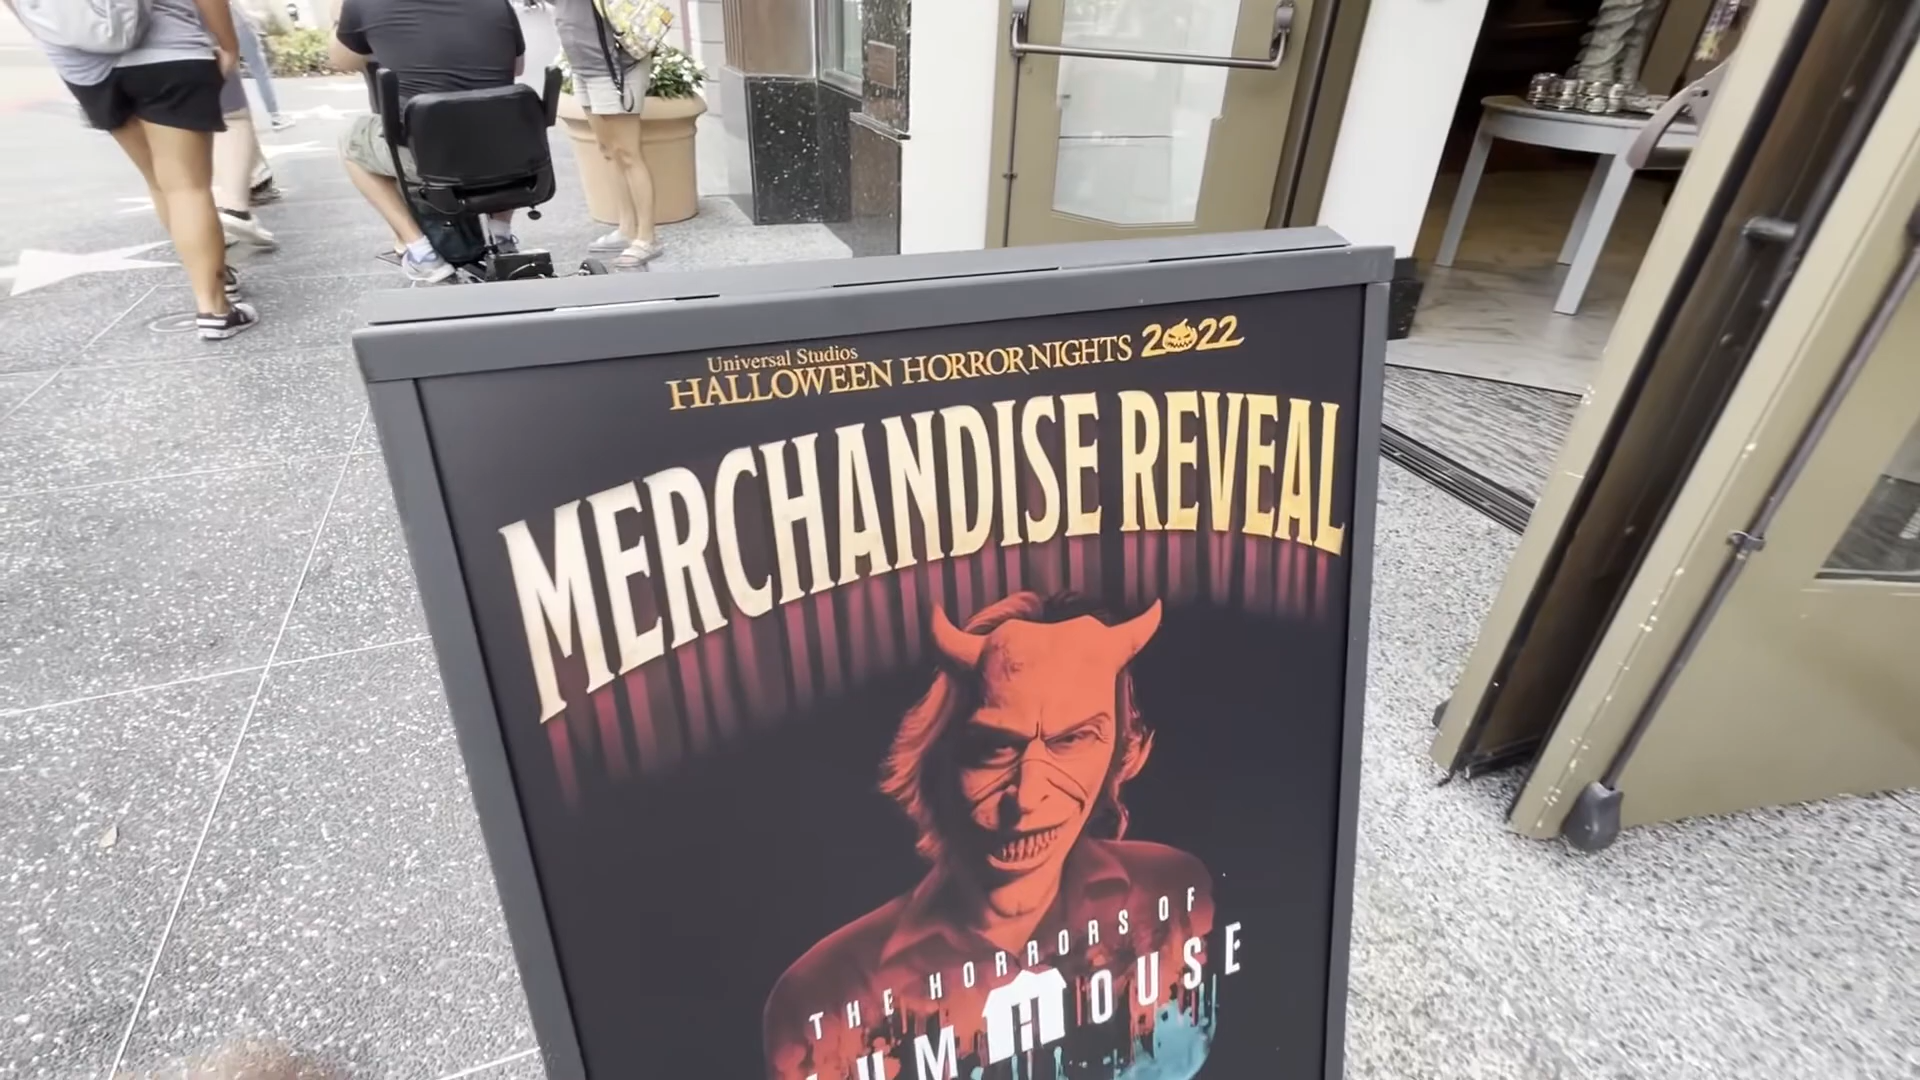 Universal Studios
HALLOWEEN HORROR NIGHTS 2022
MERCHANDISE REVEAL
THE HORRORS OF